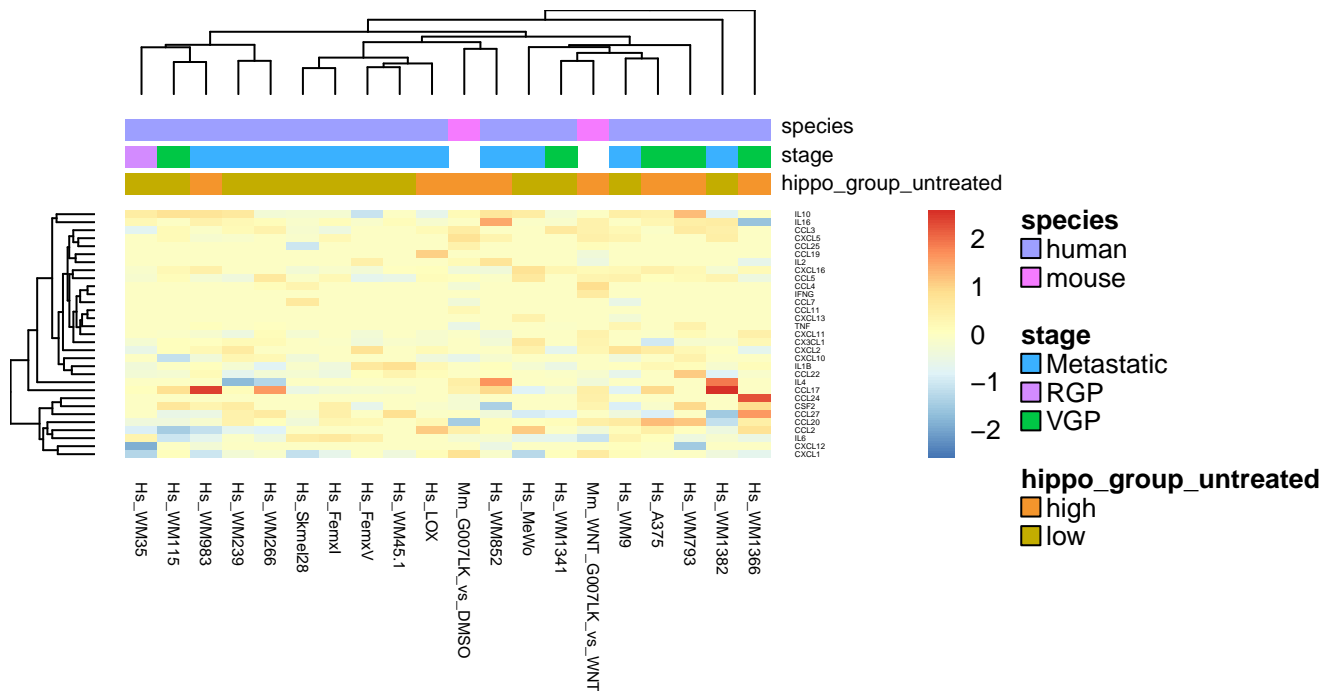 species
stage
hippo_group_untreated
IL10
IL16
CCL3
CXCL5
CCL25
CCL19
IL2
CXCL16
CCL5
CCL4
IFNG
CCL7
CCL11
CXCL13
TNF
CXCL11
CX3CL1
CXCL2
CXCL10
IL1B
CCL22
IL4
CCL17
CCL24
CSF2
CCL27
CCL20
CCL2
IL6
CXCL12
CXCL1
Hs_WM35
Hs_WM115
Hs_WM983
Hs_WM239
Hs_WM266
Hs_Skmel28
Hs_FemxI
Hs_FemxV
Hs_WM45.1
Hs_LOX
Mm_G007LK_vs_DMSO
Hs_WM852
Hs_MeWo
Hs_WM1341
Mm_WNT_G007LK_vs_WNT
Hs_WM9
Hs_A375
Hs_WM793
Hs_WM1382
Hs_WM1366
2
1
0
−1
−2
species
human
mouse
stage
Metastatic
RGP
VGP
hippo_group_untreated
high
low